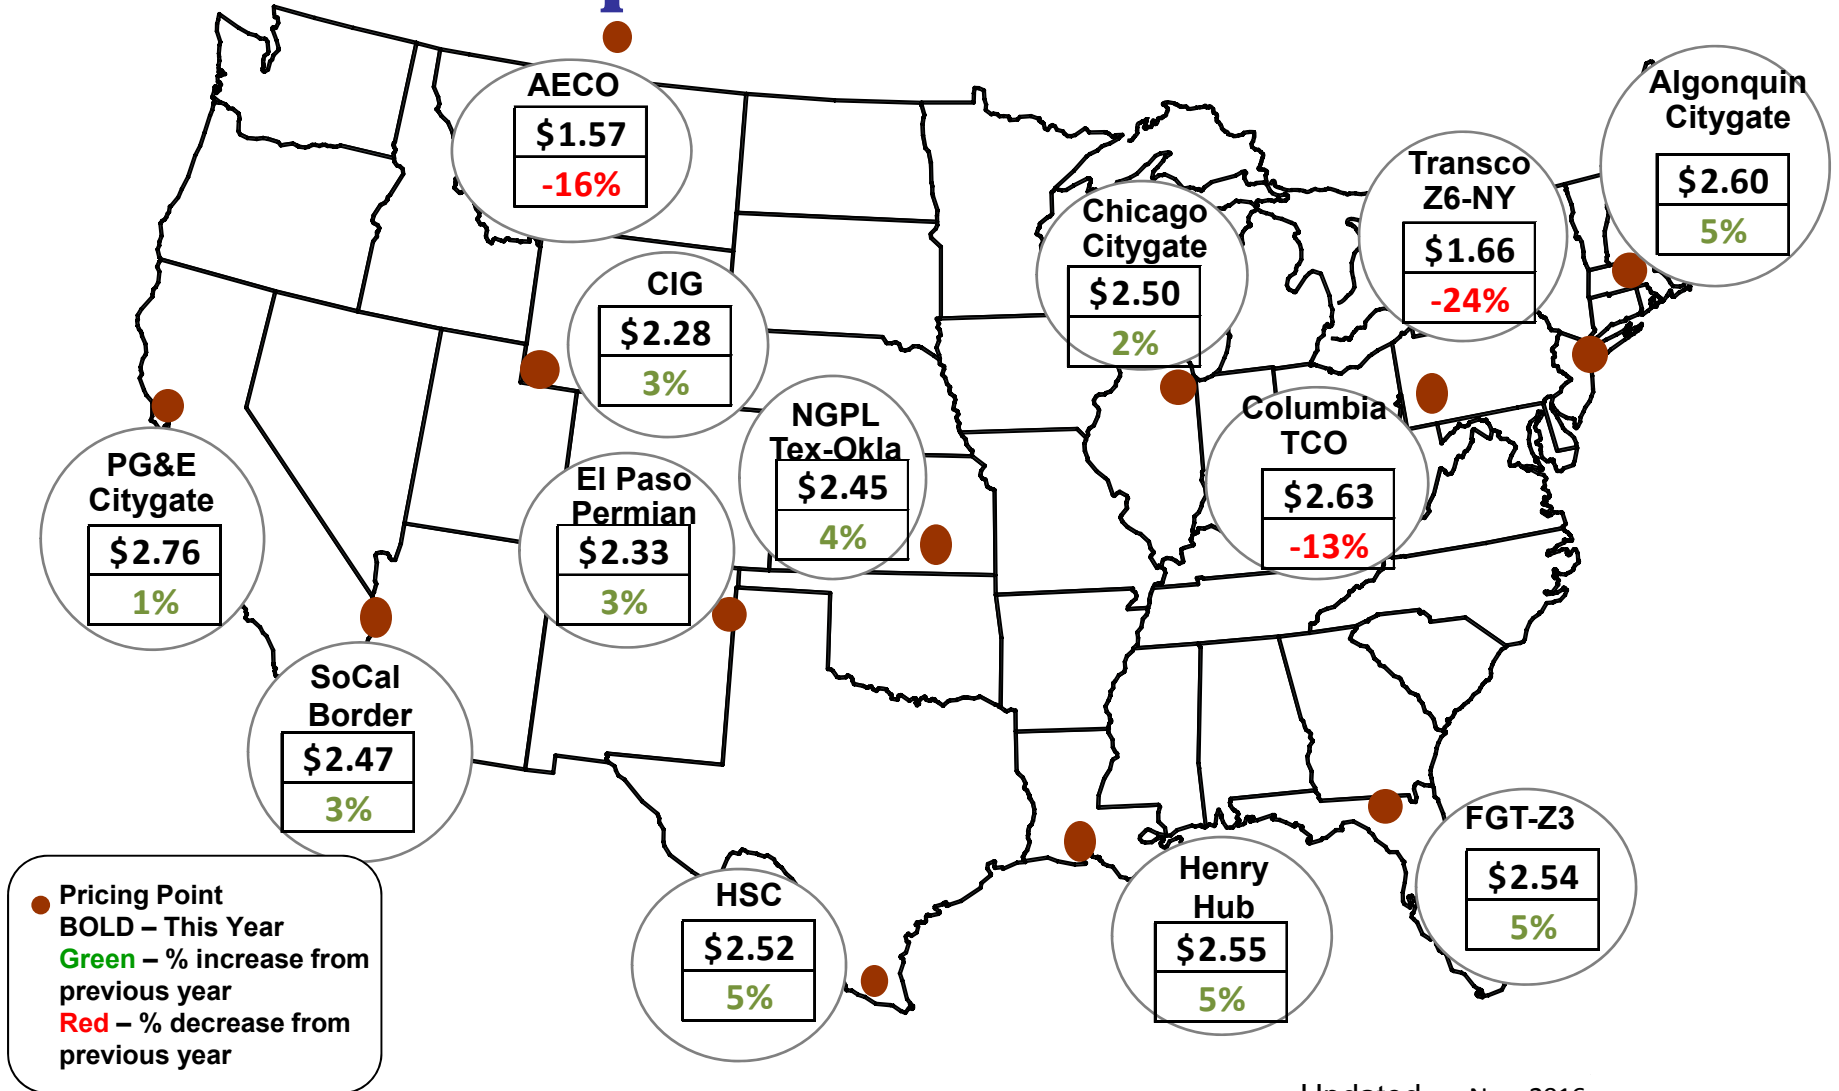 AECO
$1.57
-16%
Algonquin
Citygate
$2.60
5%
Transco
Z6-NY
$1.66
-24%
Chicago
Citygate
$2.50
2%
CIG
$2.28
3%
NGPL
Tex-Okla
$2.45
4%
Columbia
TCO
$2.63
-13%
PG&E
Citygate
$2.76
1%
El Paso
Permian
$2.33
3%
SoCal
Border
$2.47
3%
HSC
$2.52
5%
Henry
Hub
$2.55
5%
FGT-Z3
$2.54
5%
Pricing Point
BOLD – This Year
Green – % increase from
previous year
Red – % decrease from
previous year
Updated